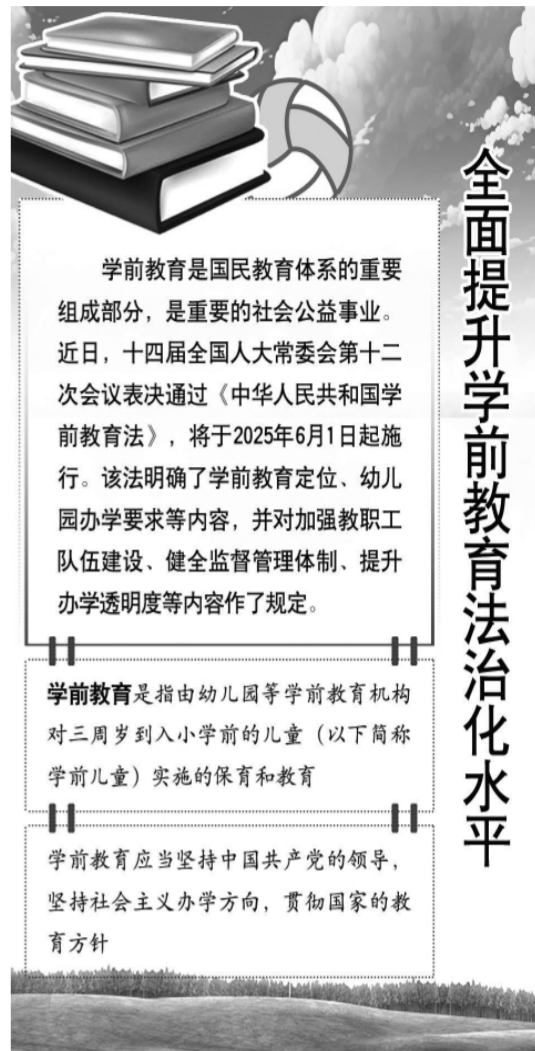 全面提升学前教育法治化水平
学前教育是国民教育体系的重要
组成部分，是重要的社会公益事业。
近日，十四届全国人大常委会第十二
次会议表决通过《中华人民共和国学
前教育法》，将于2025年6月1日起施
行。该法明确了学前教育定位、幼儿
园办学要求等内容，并对加强教职工
队伍建设、健全监督管理体制、提升
办学透明度等内容作了规定。
学前教育是指由幼儿园等学前教育机构
对三周岁到入小学前的儿童（以下简称
学前儿童）实施的保育和教育
学前教育应当坚持中国共产党的领导，
坚持社会主义办学方向，贯彻国家的教
育方针